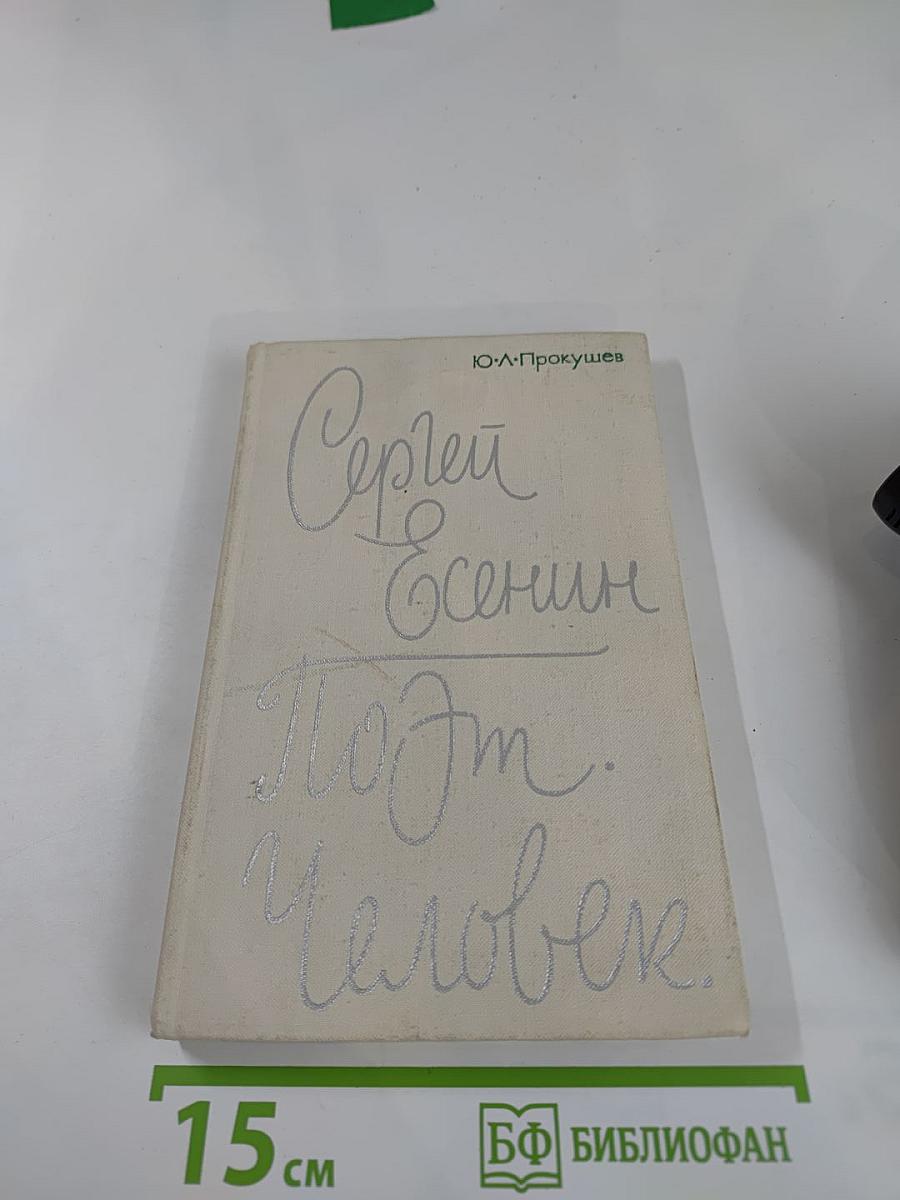 Ю·Л·Прокушев
Сергей
Есенин
Поэт.
Человек.
15 см
БФ БИБЛИОФАН